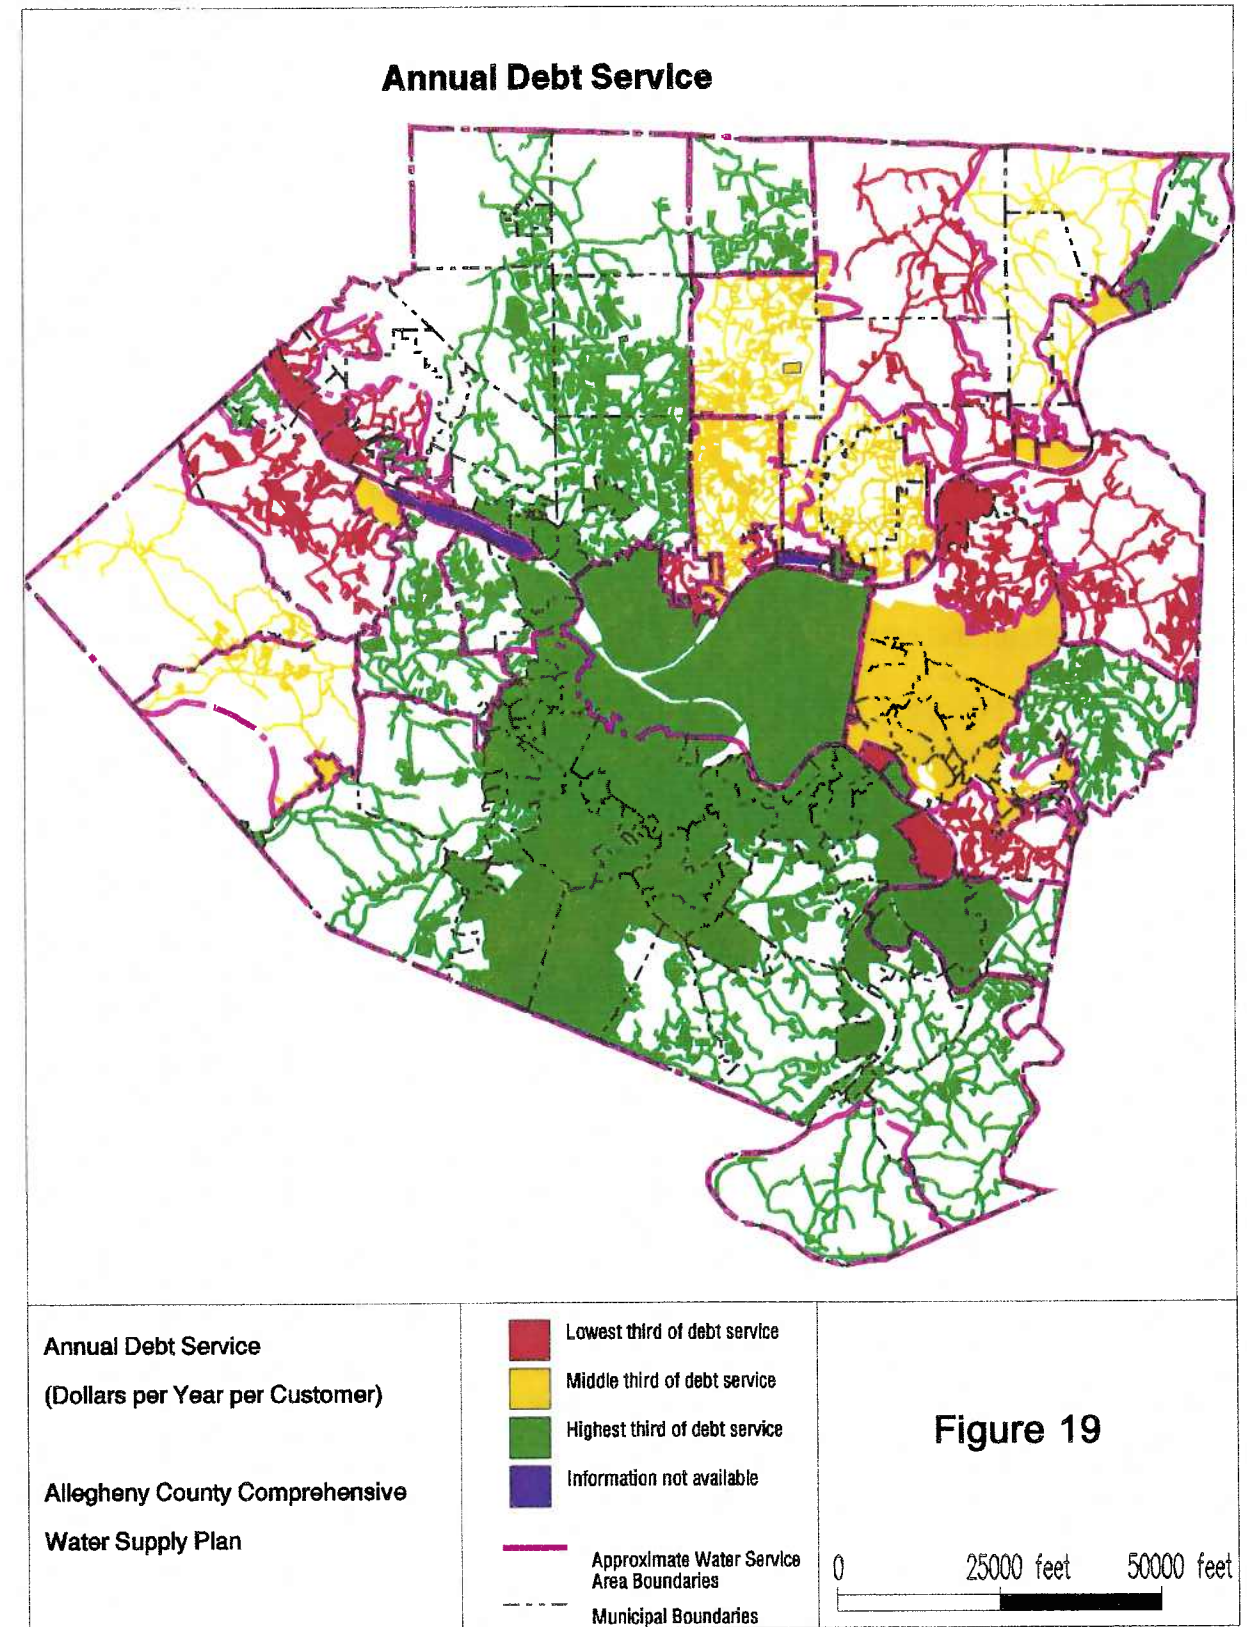 Annual Debt Service
Annual Debt Service
(Dollars per Year per Customer)
Allegheny County Comprehensive
Water Supply Plan
Lowest third of debt service
Middle third of debt service
Highest third of debt service
Information not available
Approximate Water Service
Area Boundaries
Municipal Boundaries
Figure 19
0 25000 feet 50000 feet